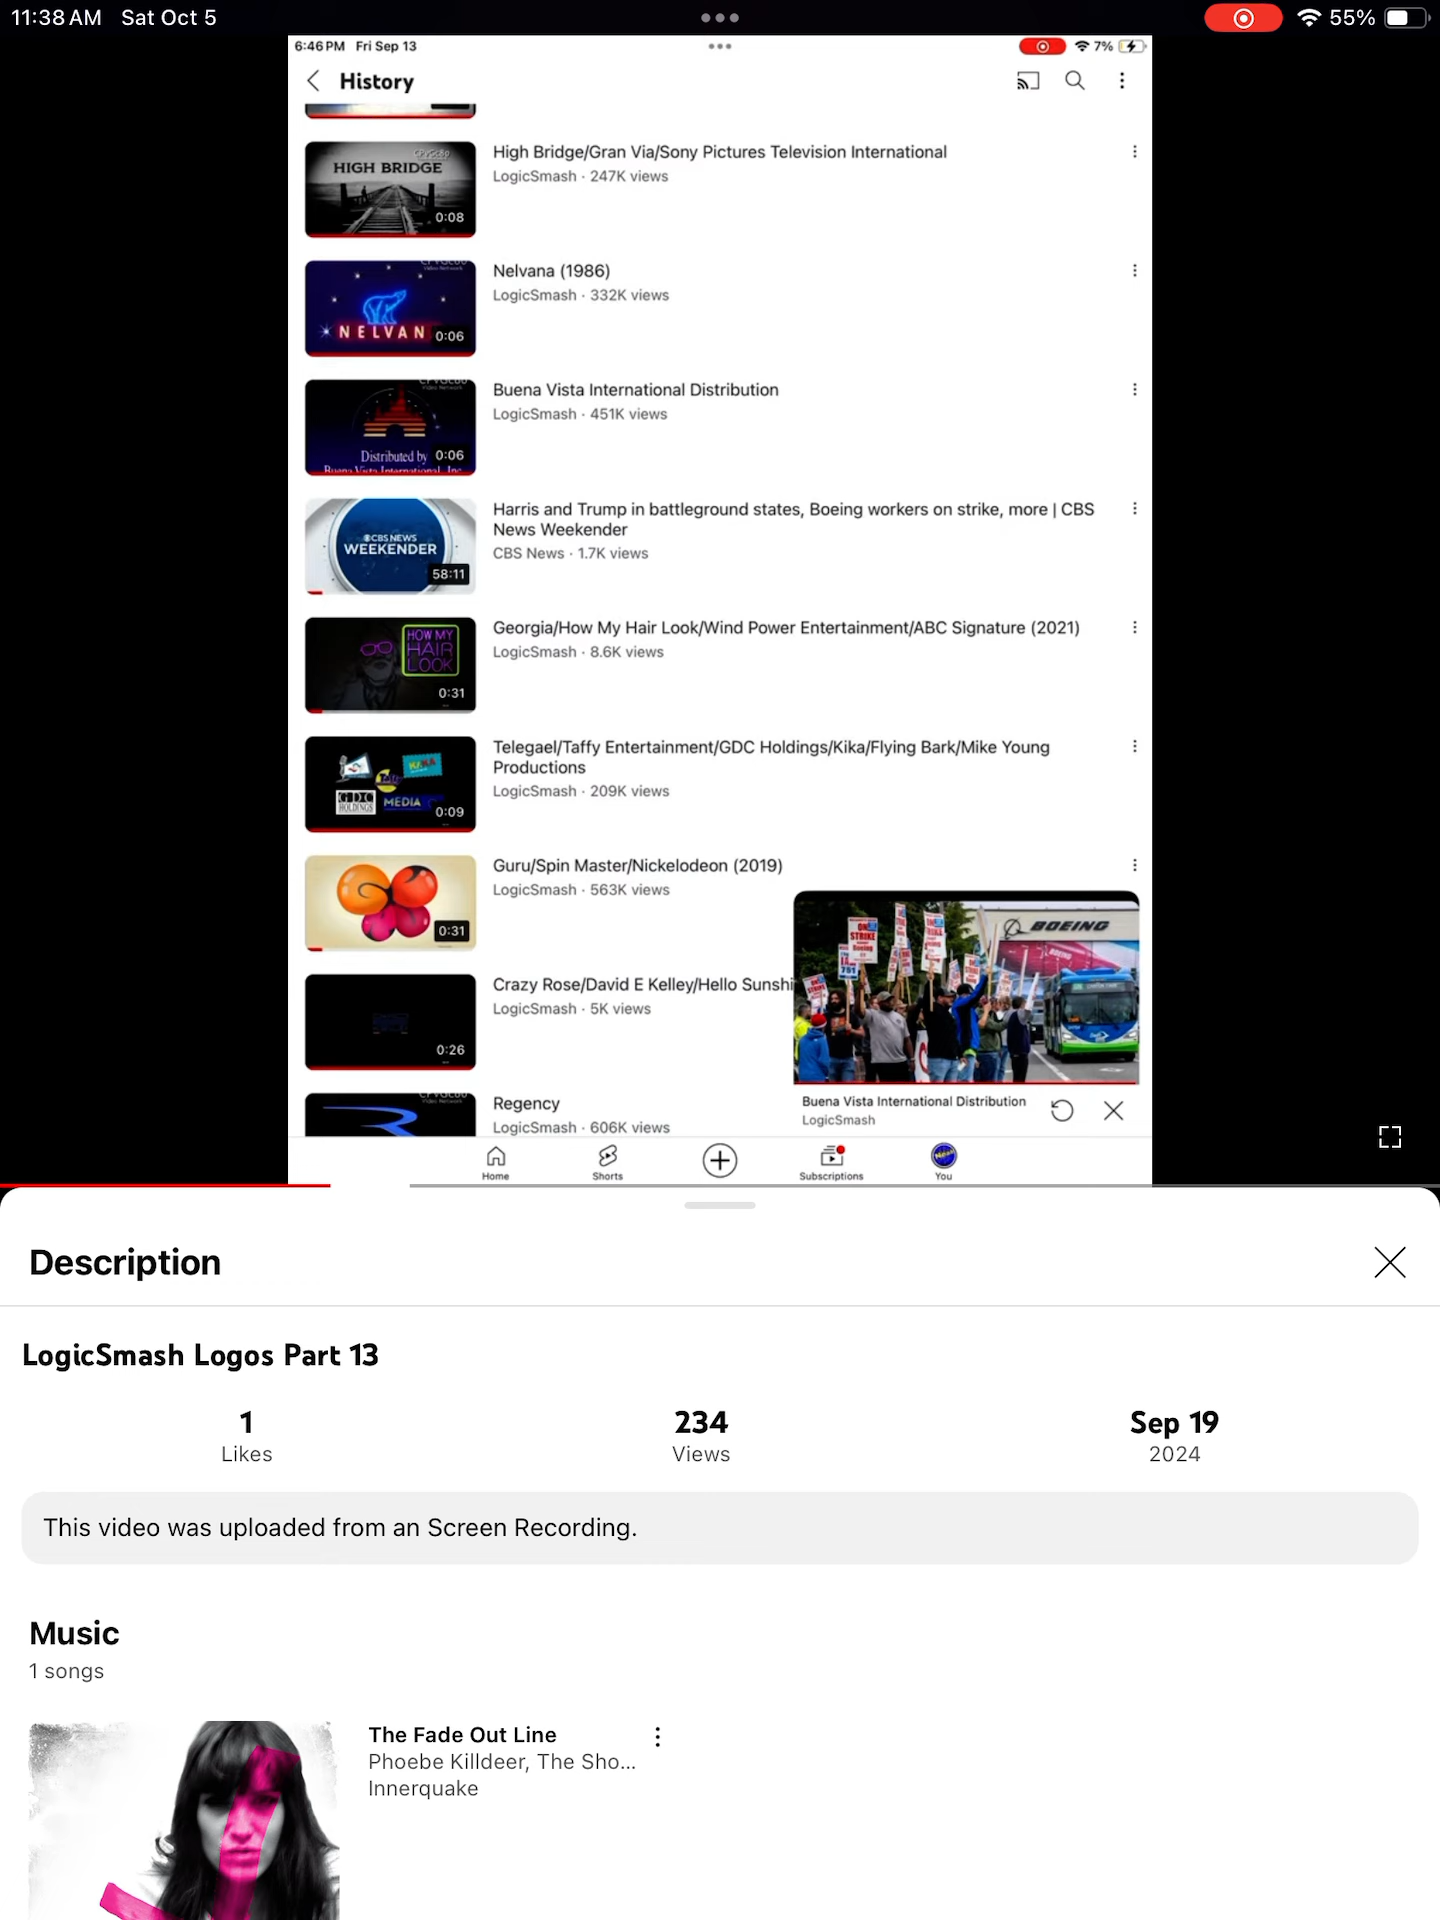 11:38 AM Sat Oct 5
55%
6:46 PM Fri Sep 13
7%
History
HIGH BRIDGE
0:08
High Bridge/Gran Via/Sony Pictures Television International
LogicSmash · 247K views
NELVAN
0:06
Nelvana (1986)
LogicSmash · 332K views
Distributed by
Buena Vista International, Inc.
0:06
Buena Vista International Distribution
LogicSmash · 451K views
CBS NEWS
WEEKENDER
58:11
Harris and Trump in battleground states, Boeing workers on strike, more | CBS
News Weekender
CBS News · 1.7K views
HOW MY
HAIR
LOOK
0:31
Georgia/How My Hair Look/Wind Power Entertainment/ABC Signature (2021)
LogicSmash · 8.6K views
GDC
HOLDINGS
MEDIA
0:09
Telegael/Taffy Entertainment/GDC Holdings/Kika/Flying Bark/Mike Young
Productions
LogicSmash · 209K views
0:31
Guru/Spin Master/Nickelodeon (2019)
LogicSmash · 563K views
0:26
Crazy Rose/David E Kelley/Hello Sunshi
LogicSmash · 5K views
ON
STRIKE
751
BOEING
Buena Vista International Distribution
LogicSmash
Regency
LogicSmash · 606K views
Home
Shorts
Subscriptions
You
Description
LogicSmash Logos Part 13
1
Likes
234
Views
Sep 19
2024
This video was uploaded from an Screen Recording.
Music
1 songs
The Fade Out Line
Phoebe Killdeer, The Sho...
Innerquake